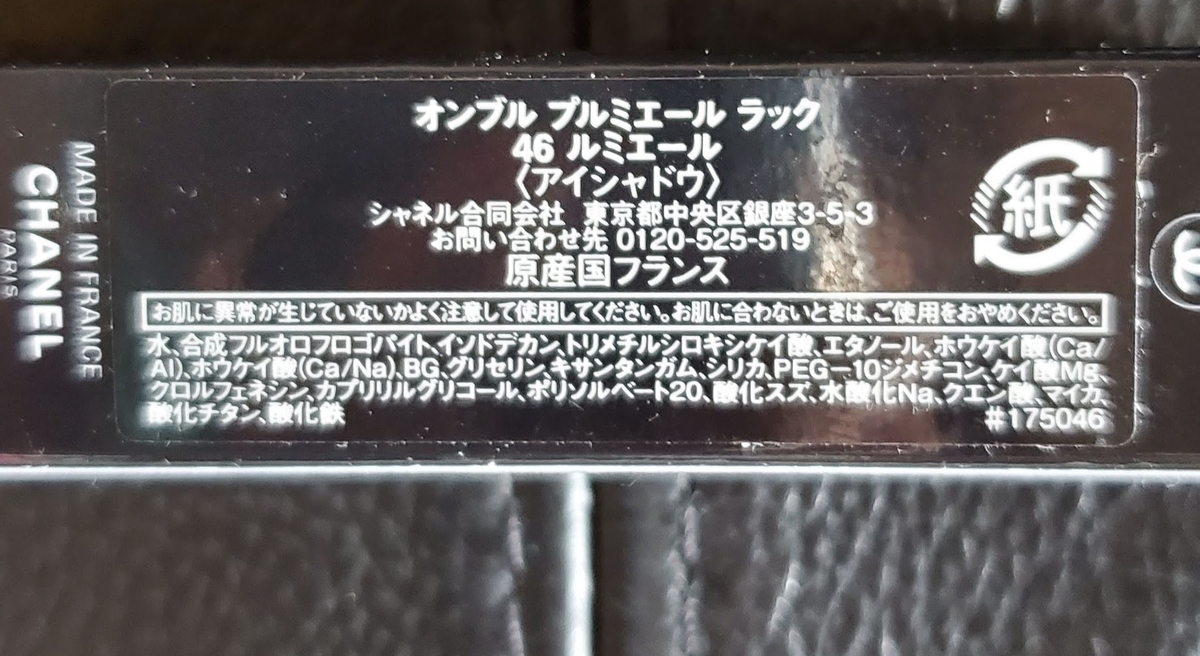 オンブル プルミエール ラック
46 ルミエール
〈アイシャドウ〉
シャネル合同会社 東京都中央区銀座3-5-3
お問い合わせ先 0120-525-519
原産国フランス
お肌に異常が生じていないかよく注意して使用してください。お肌に合わないときは、ご使用をおやめください。
水、合成フルオロフロゴパイト、イソドデカン、トリメチルシロキシケイ酸、エタノール、ホウケイ酸(Ca/
Al)、ホウケイ酸(Ca/Na)、BG、グリセリン、キサンタンガム、シリカ、PEG-10ジメチコン、ケイ酸Mg、
クロルフェネシン、カプリリルグリコール、ポリソルベート20、酸化スズ、水酸化Na、クエン酸、マイカ、
酸化チタン、酸化鉄
#175046
紙
MADE IN FRANCE
CHANEL
PARIS